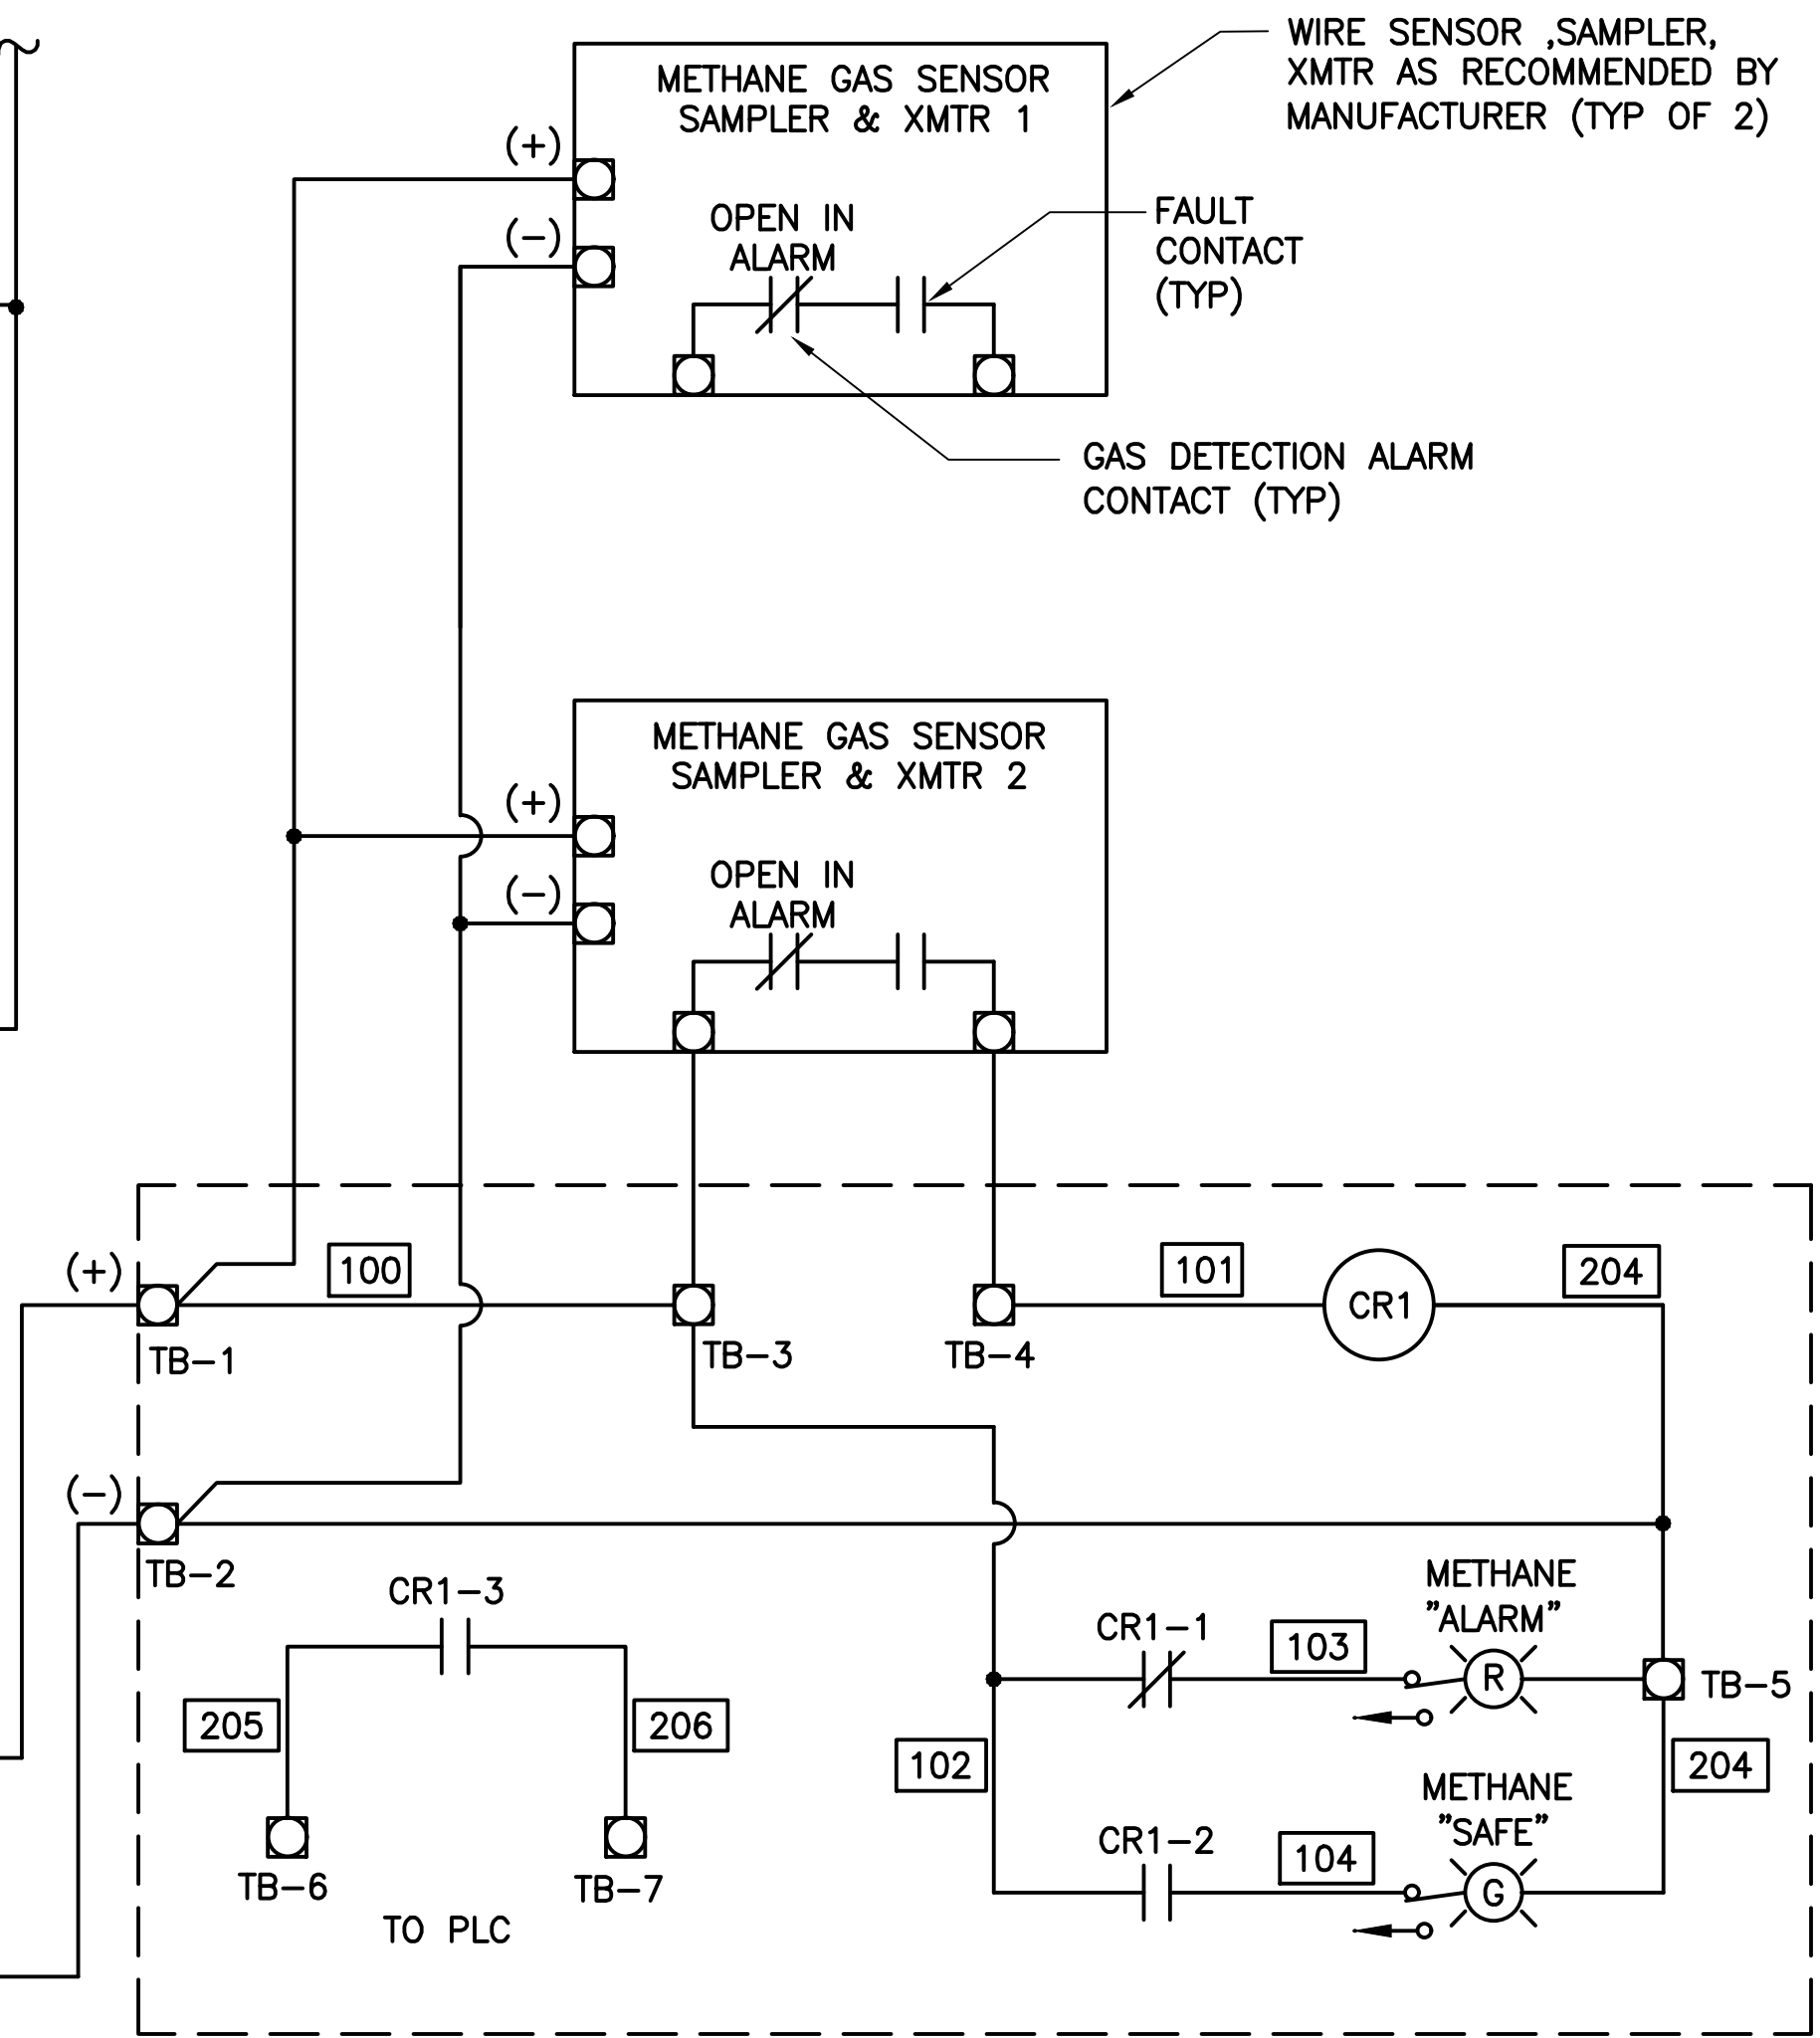 WIRE SENSOR ,SAMPLER,
XMTR AS RECOMMENDED BY
MANUFACTURER (TYP OF 2)
METHANE GAS SENSOR
SAMPLER & XMTR 1
(+)
(-)
OPEN IN
ALARM
FAULT
CONTACT
(TYP)
GAS DETECTION ALARM
CONTACT (TYP)
METHANE GAS SENSOR
SAMPLER & XMTR 2
(+)
(-)
OPEN IN
ALARM
(+)
100
101
CR1
204
TB-1
TB-3
TB-4
(-)
TB-2
CR1-3
METHANE
"ALARM"
CR1-1
103
R
TB-5
205
206
102
204
METHANE
"SAFE"
CR1-2
104
G
TB-6
TB-7
TO PLC